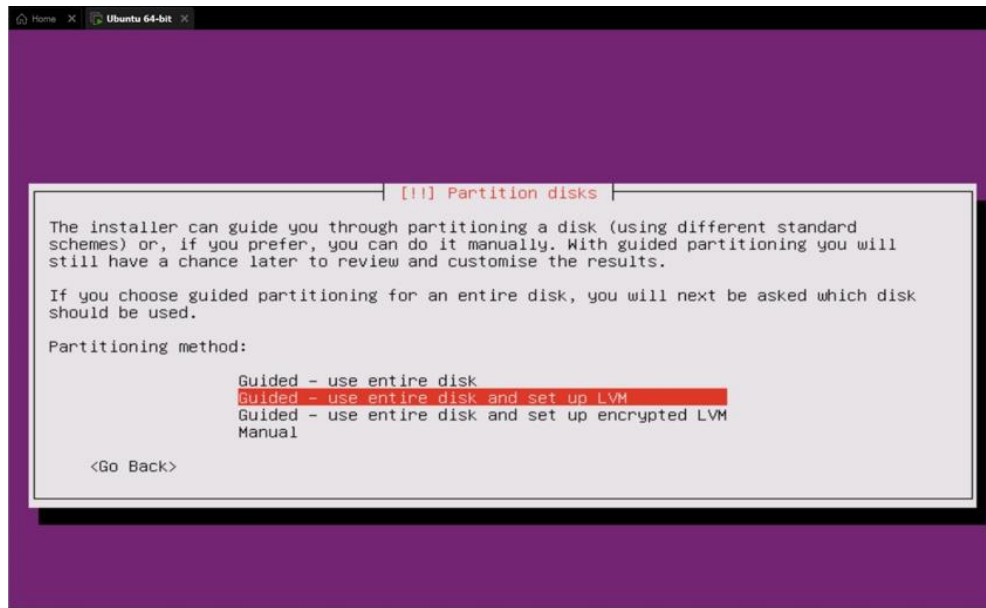 Home
Ubuntu 64-bit
[!!] Partition disks
The installer can guide you through partitioning a disk (using different standard
schemes) or, if you prefer, you can do it manually. With guided partitioning you will
still have a chance later to review and customise the results.
If you choose guided partitioning for an entire disk, you will next be asked which disk
should be used.
Partitioning method:
Guided - use entire disk
Guided - use entire disk and set up LVM
Guided - use entire disk and set up encrypted LVM
Manual
<Go Back>